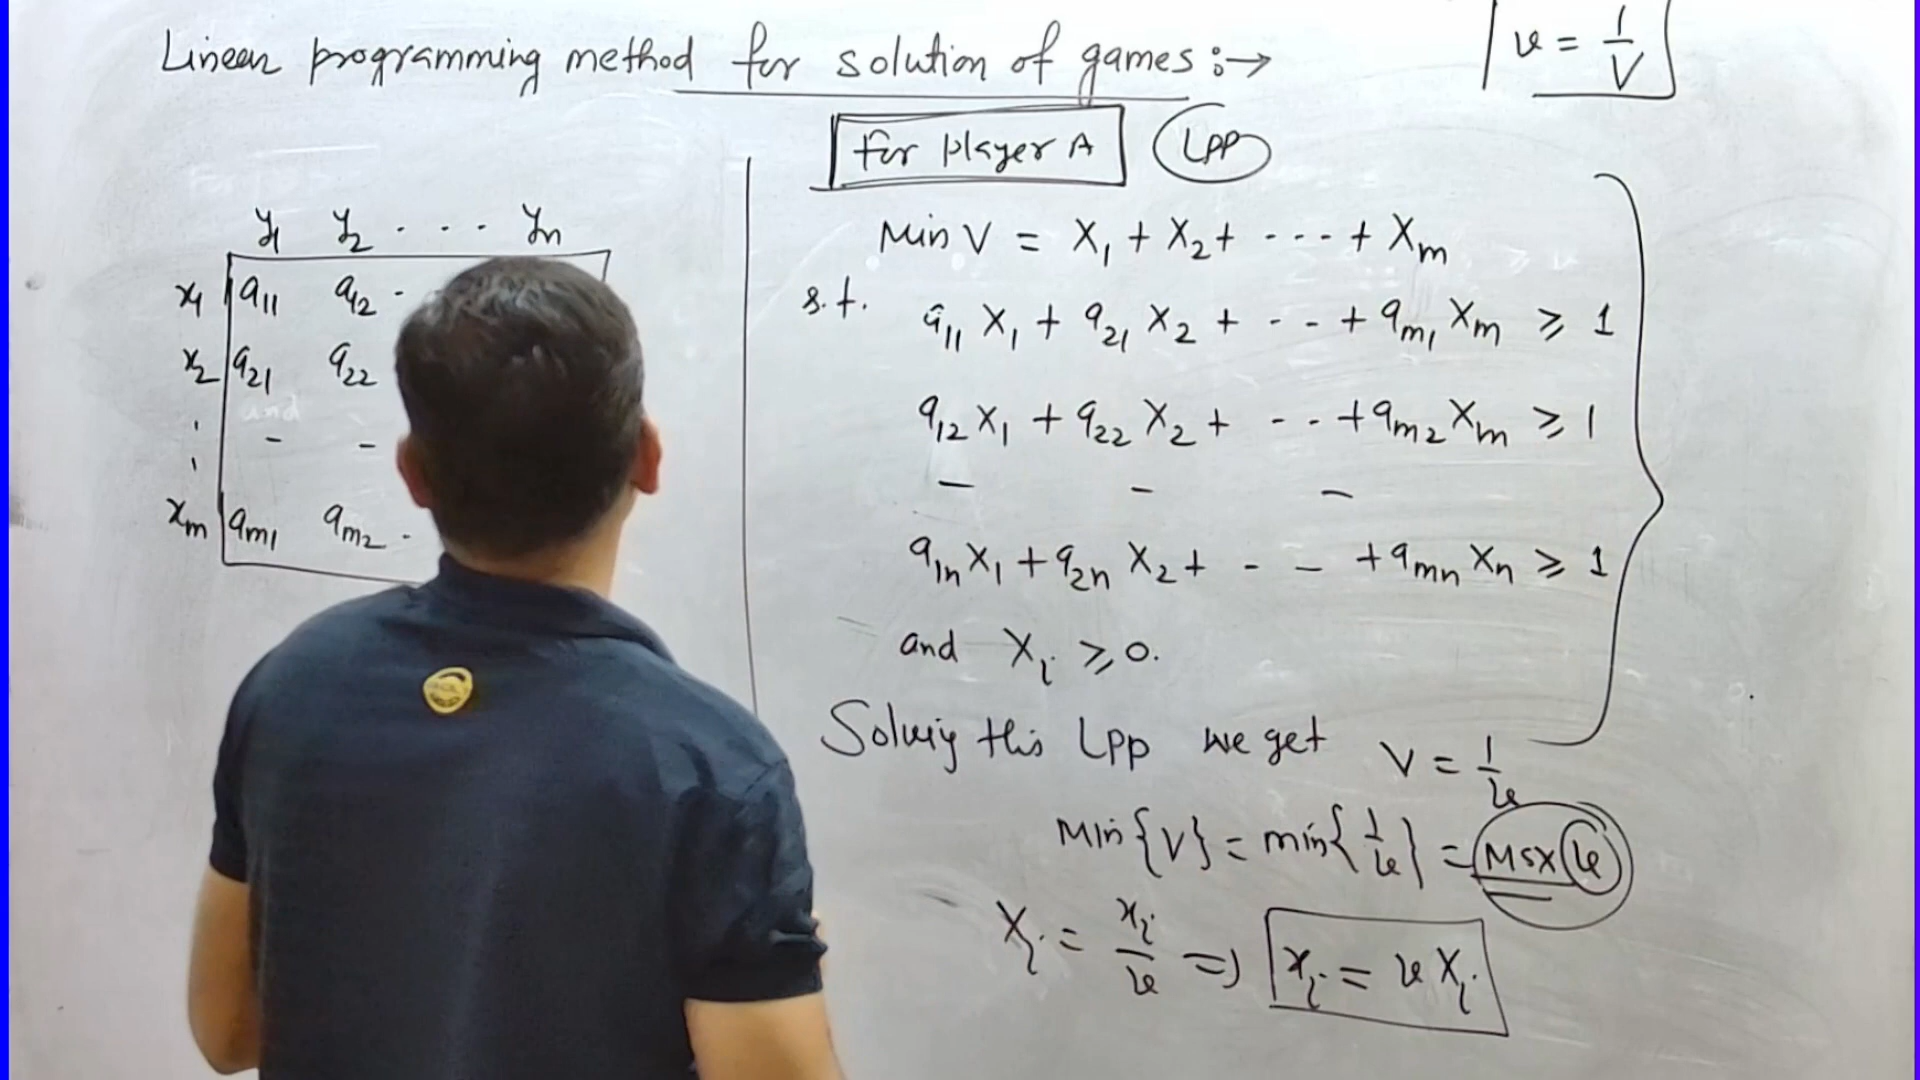 Linear programming method for solution of games :→
v = 1/V
For player A LPP
y₁ y₂ . . . . yₙ
x₁ a₁₁ a₁₂ .
x₂ a₂₁ a₂₂
and
xₘ aₘ₁ aₘ₂ .
Min V = X₁ + X₂ + - - - + Xₘ
s.t. a₁₁ X₁ + a₂₁ X₂ + - - - + aₘ₁ Xₘ ≥ 1
a₁₂ X₁ + a₂₂ X₂ + - - - + aₘ₂ Xₘ ≥ 1
- - -
a₁ₙ X₁ + a₂ₙ X₂ + - - + aₘₙ Xₙ ≥ 1
and Xᵢ ≥ 0.
Solving this LPP we get V = 1/v
Min{V} = min{1/v} = Max(v)
Xᵢ = xᵢ/v ⇒ xᵢ = v Xᵢ